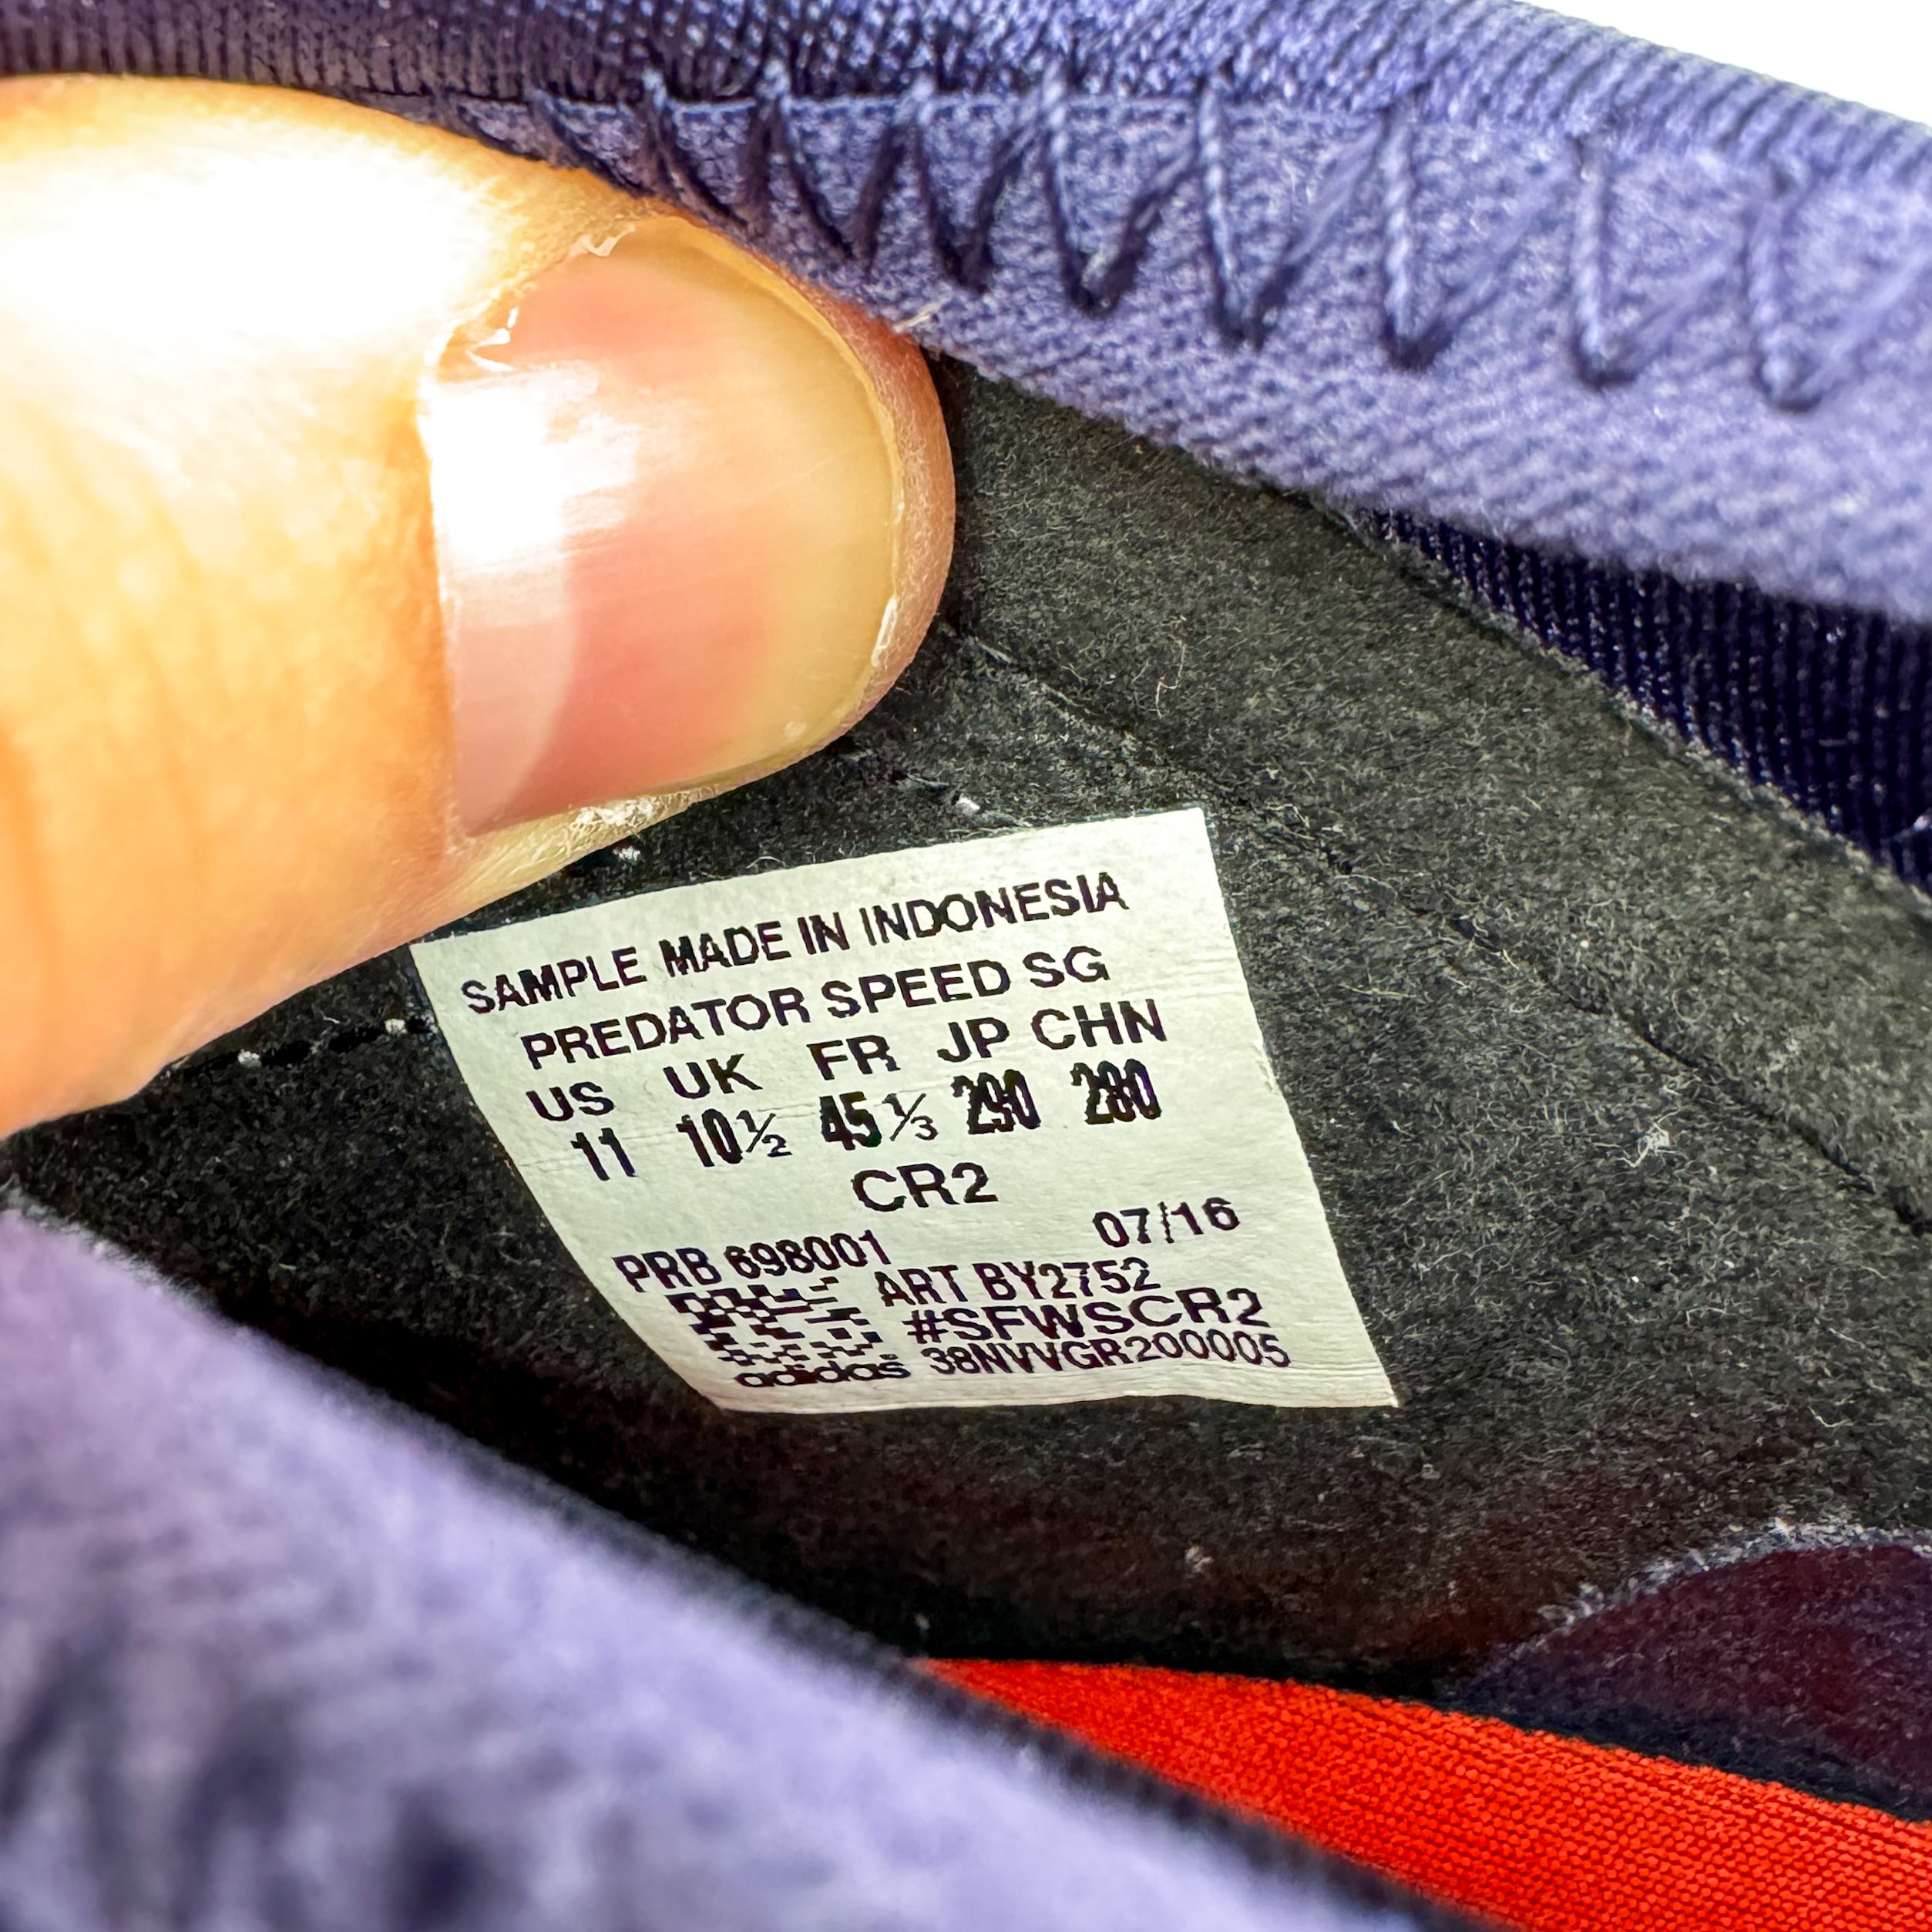 SAMPLE MADE IN INDONESIA
PREDATOR SPEED SG
US UK FR JP CHN
11 10½ 45⅓ 290 280
CR2
PRB 698001 07/16
ART BY2752
#SFWSCR2
adidas 38NVVGR200005